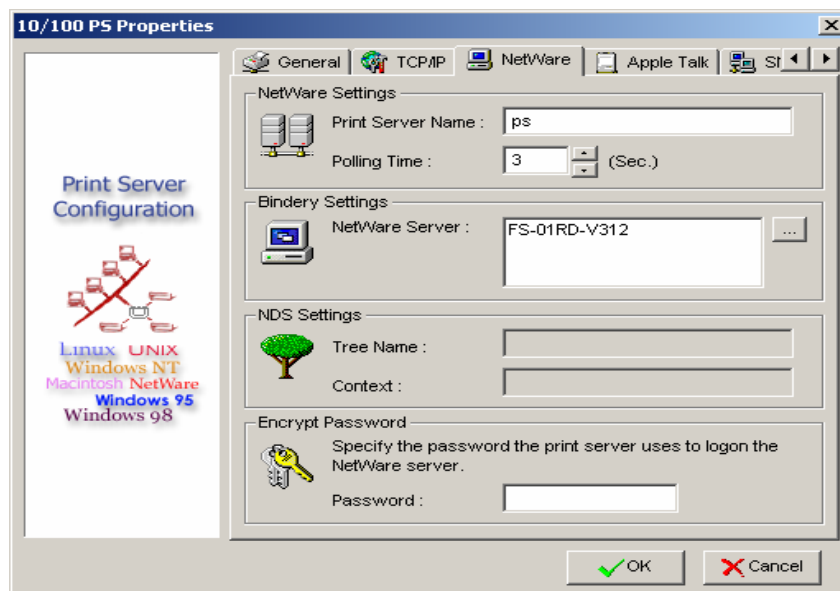 10/100 PS Properties
General TCP/IP NetWare Apple Talk
Print Server
Configuration
Linux UNIX
Windows NT
Macintosh NetWare
Windows 95
Windows 98
NetWare Settings
Print Server Name : ps
Polling Time : 3 (Sec.)
Bindery Settings
NetWare Server : FS-01RD-V312 ...
NDS Settings
Tree Name :
Context :
Encrypt Password
Specify the password the print server uses to logon the
NetWare server.
Password :
OK Cancel